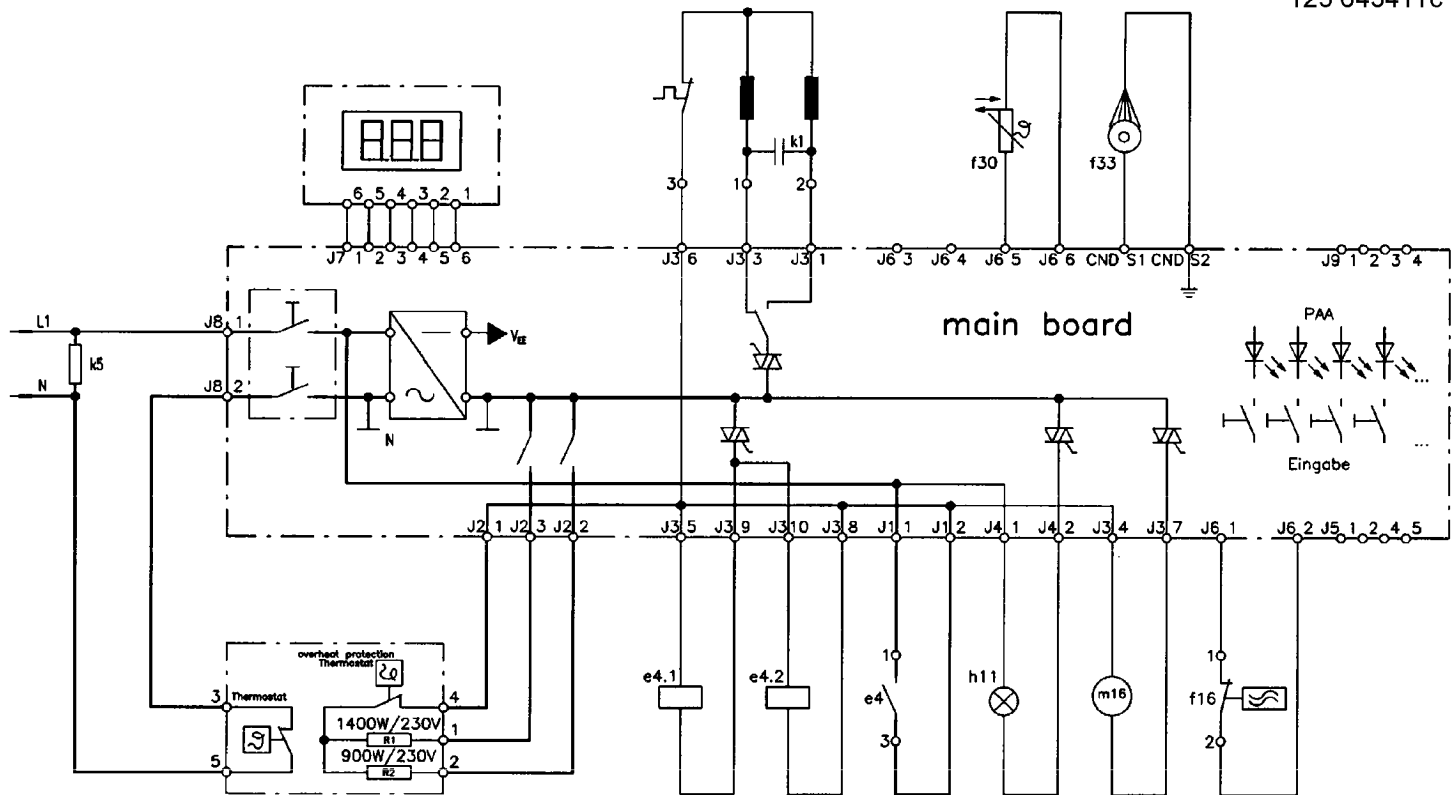 k1
3 1 2
f30
f33
6 5 4 3 2 1
J7 1 2 3 4 5 6
J3 6 J3 3 J3 1 J6 3 J6 4 J6 5 J6 6 CND S1 CND S2 J9 1 2 3 4
main board
PAA
L1
J8 1
k5
VEE
N
J8 2
N
...
...
Eingabe
J2 1 J2 3 J2 2 J3 5 J3 9 J3 10 J3 8 J1 1 J1 2 J4 1 J4 2 J3 4 J3 7 J6 1 J6 2 J5 1 2 4 5
overheat protection
Thermostat
3 Thermostat
4
1400W/230V
R1
1
900W/230V
R2
2
5
e4.1
e4.2
1
e4
3
h11
m16
1
f16
2